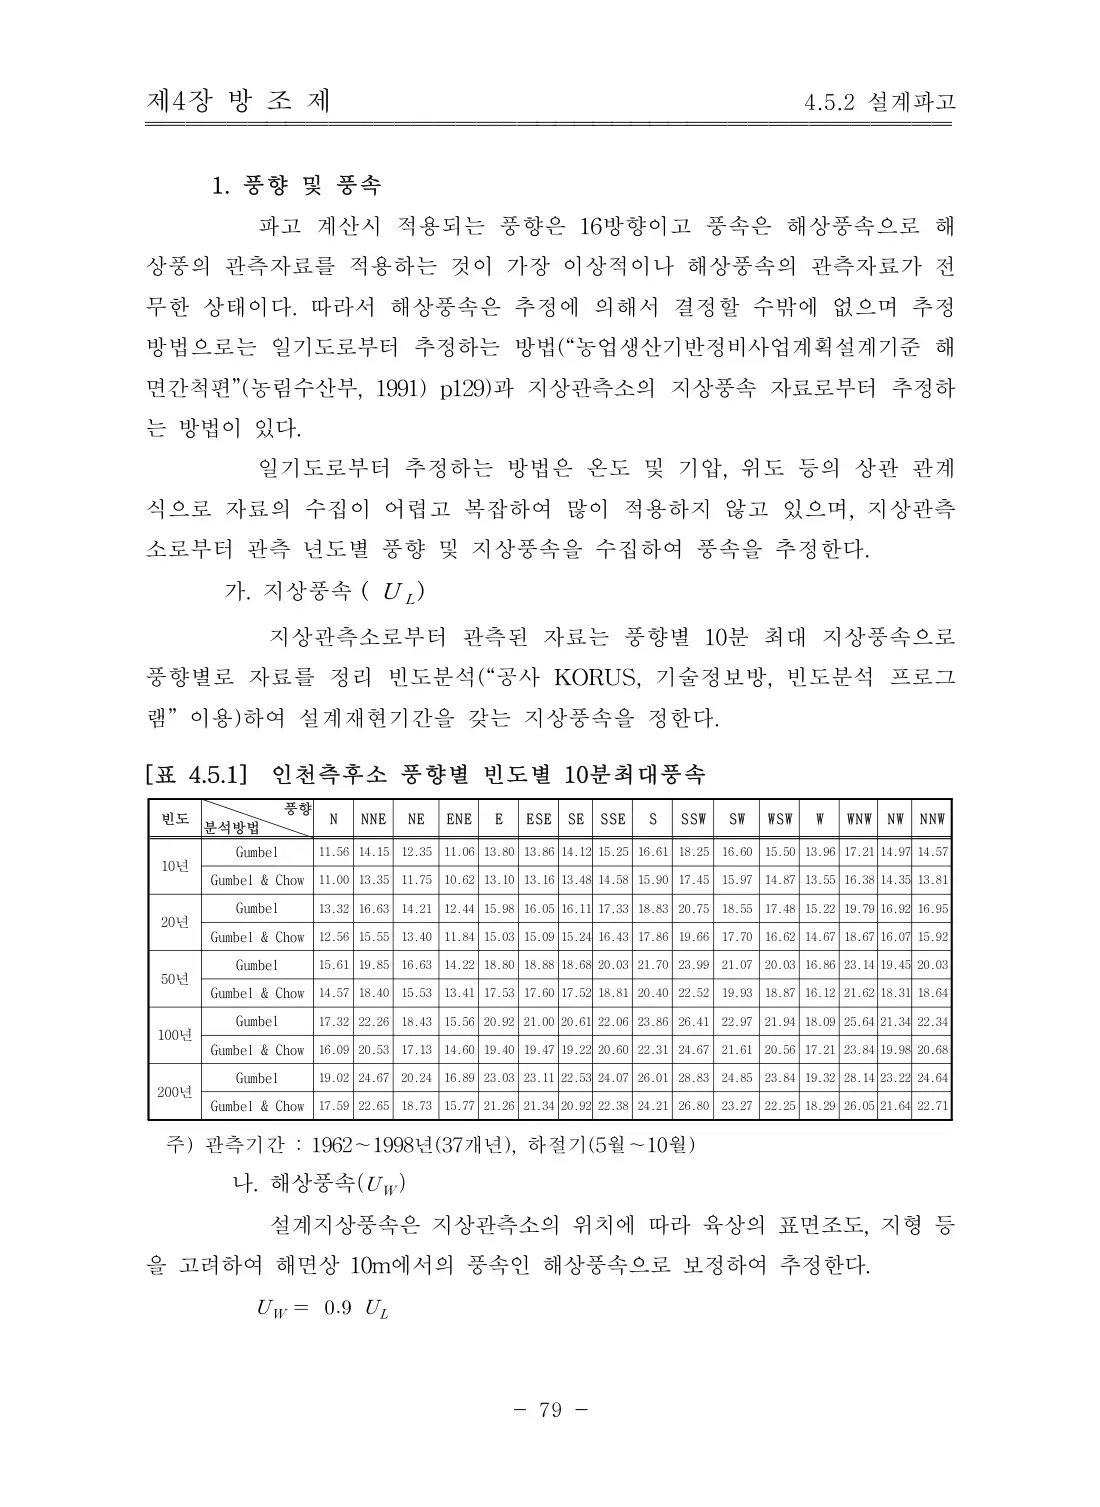 제4장 방 조 제 4.5.2 설계파고
1. 풍향 및 풍속
파고 계산시 적용되는 풍향은 16방향이고 풍속은 해상풍속으로 해
상풍의 관측자료를 적용하는 것이 가장 이상적이나 해상풍속의 관측자료가 전
무한 상태이다. 따라서 해상풍속은 추정에 의해서 결정할 수밖에 없으며 추정
방법으로는 일기도로부터 추정하는 방법(“농업생산기반정비사업계획설계기준 해
면간척편”(농림수산부, 1991) p129)과 지상관측소의 지상풍속 자료로부터 추정하
는 방법이 있다.
일기도로부터 추정하는 방법은 온도 및 기압, 위도 등의 상관 관계
식으로 자료의 수집이 어렵고 복잡하여 많이 적용하지 않고 있으며, 지상관측
소로부터 관측 년도별 풍향 및 지상풍속을 수집하여 풍속을 추정한다.
가. 지상풍속 ( U_L)
지상관측소로부터 관측된 자료는 풍향별 10분 최대 지상풍속으로
풍향별로 자료를 정리 빈도분석(“공사 KORUS, 기술정보방, 빈도분석 프로그
램” 이용)하여 설계재현기간을 갖는 지상풍속을 정한다.
[표 4.5.1] 인천측후소 풍향별 빈도별 10분최대풍속
빈도 풍향 분석방법 N NNE NE ENE E ESE SE SSE S SSW SW WSW W WNW NW NNW
10년 Gumbel 11.56 14.15 12.35 11.06 13.80 13.86 14.12 15.25 16.61 18.25 16.60 15.50 13.96 17.21 14.97 14.57
Gumbel & Chow 11.00 13.35 11.75 10.62 13.10 13.16 13.48 14.58 15.90 17.45 15.97 14.87 13.55 16.38 14.35 13.81
20년 Gumbel 13.32 16.63 14.21 12.44 15.98 16.05 16.11 17.33 18.83 20.75 18.55 17.48 15.22 19.79 16.92 16.95
Gumbel & Chow 12.56 15.55 13.40 11.84 15.03 15.09 15.24 16.43 17.86 19.66 17.70 16.62 14.67 18.67 16.07 15.92
50년 Gumbel 15.61 19.85 16.63 14.22 18.80 18.88 18.68 20.03 21.70 23.99 21.07 20.03 16.86 23.14 19.45 20.03
Gumbel & Chow 14.57 18.40 15.53 13.41 17.53 17.60 17.52 18.81 20.40 22.52 19.93 18.87 16.12 21.62 18.31 18.64
100년 Gumbel 17.32 22.26 18.43 15.56 20.92 21.00 20.61 22.06 23.86 26.41 22.97 21.94 18.09 25.64 21.34 22.34
Gumbel & Chow 16.09 20.53 17.13 14.60 19.40 19.47 19.22 20.60 22.31 24.67 21.61 20.56 17.21 23.84 19.98 20.68
200년 Gumbel 19.02 24.67 20.24 16.89 23.03 23.11 22.53 24.07 26.01 28.83 24.85 23.84 19.32 28.14 23.22 24.64
Gumbel & Chow 17.59 22.65 18.73 15.77 21.26 21.34 20.92 22.38 24.21 26.80 23.27 22.25 18.29 26.05 21.64 22.71
주) 관측기간 : 1962～1998년(37개년), 하절기(5월～10월)
나. 해상풍속(U_W)
설계지상풍속은 지상관측소의 위치에 따라 육상의 표면조도, 지형 등
을 고려하여 해면상 10m에서의 풍속인 해상풍속으로 보정하여 추정한다.
U_W = 0.9 U_L
- 79 -